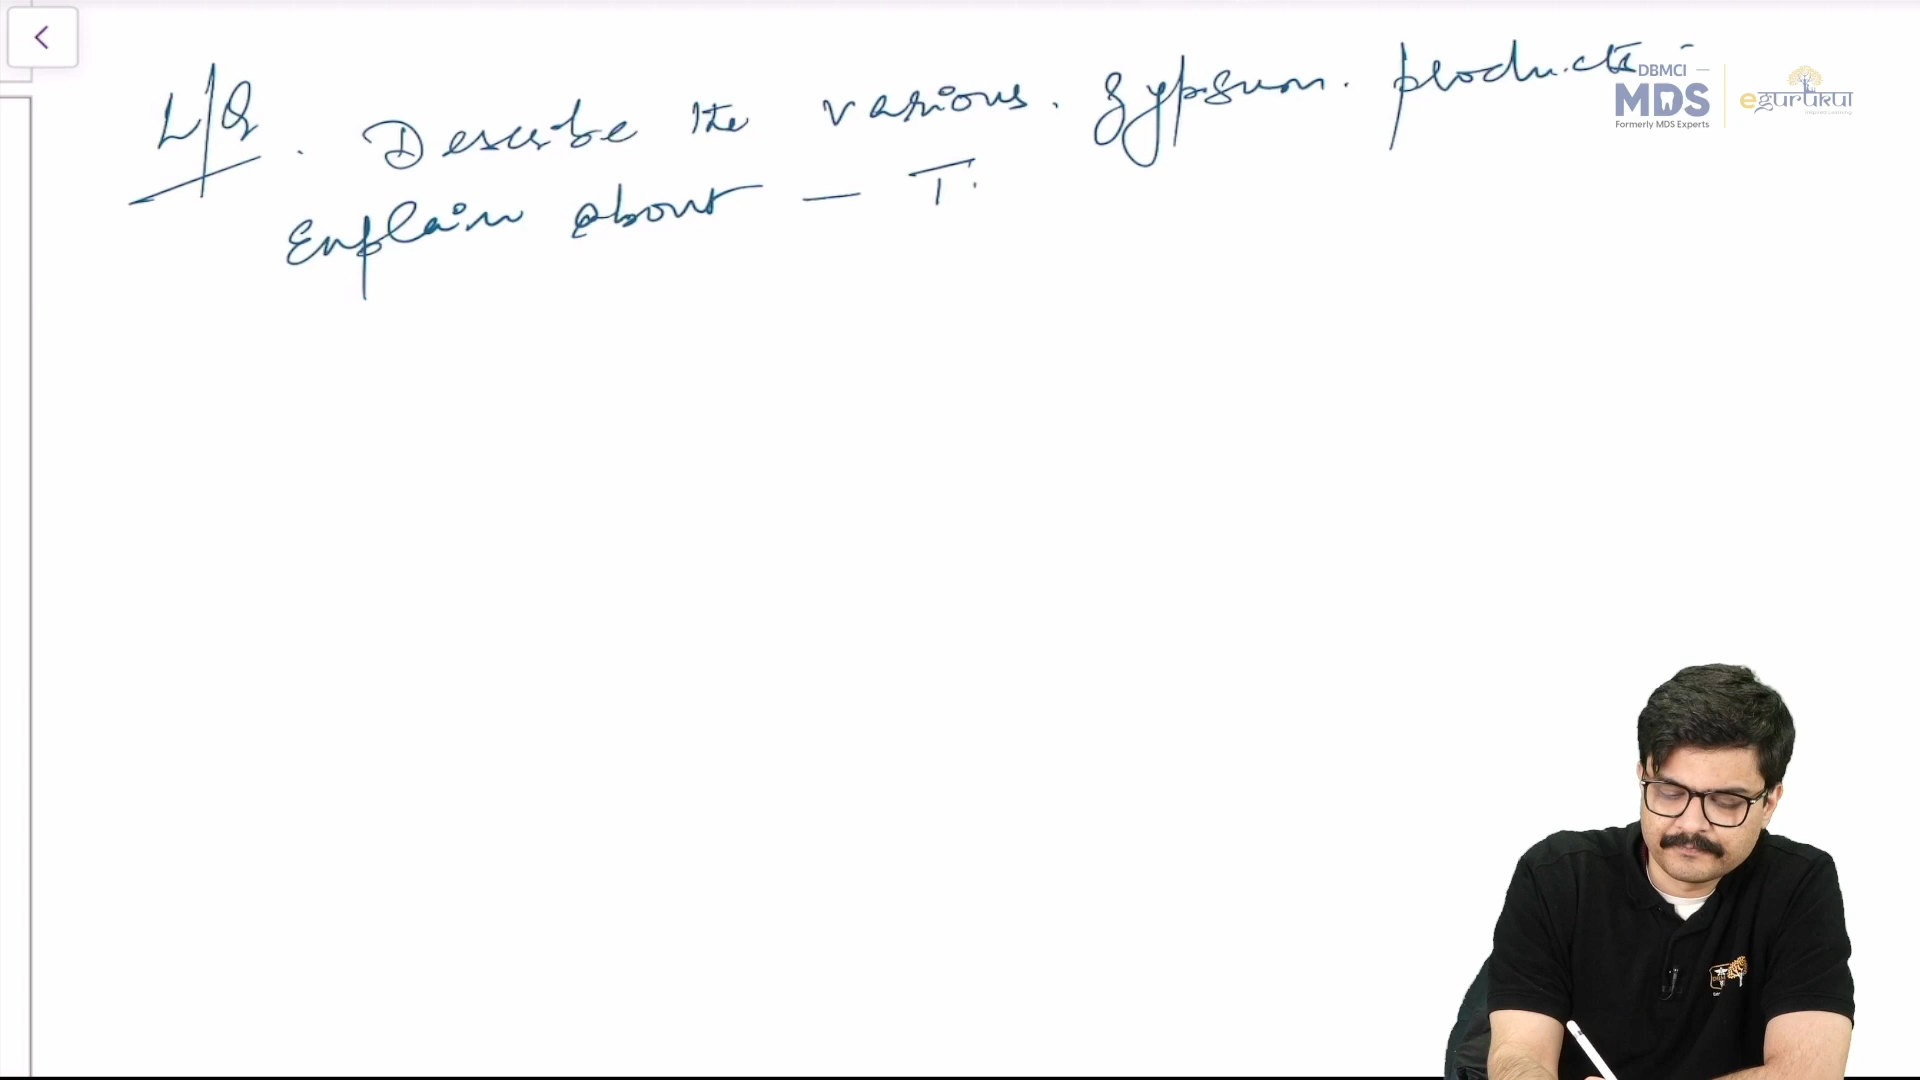 L/Q. Describe the various. gypsum. products
Explain about — T.
DBMCI
MDS
Formerly MDS Experts
egurukul